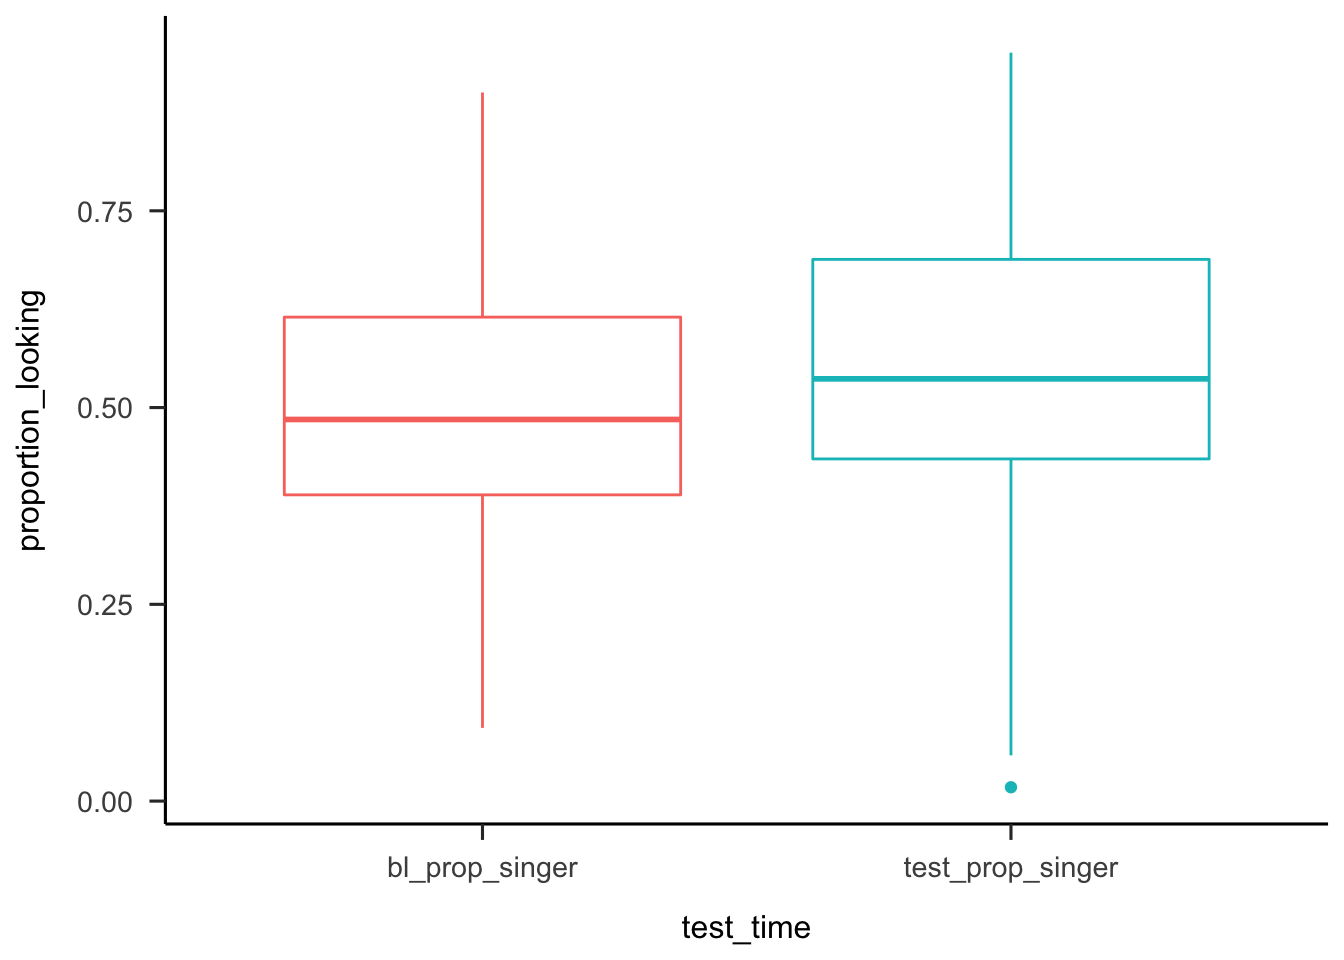 proportion_looking
0.75
0.50
0.25
0.00
bl_prop_singer
test_prop_singer
test_time